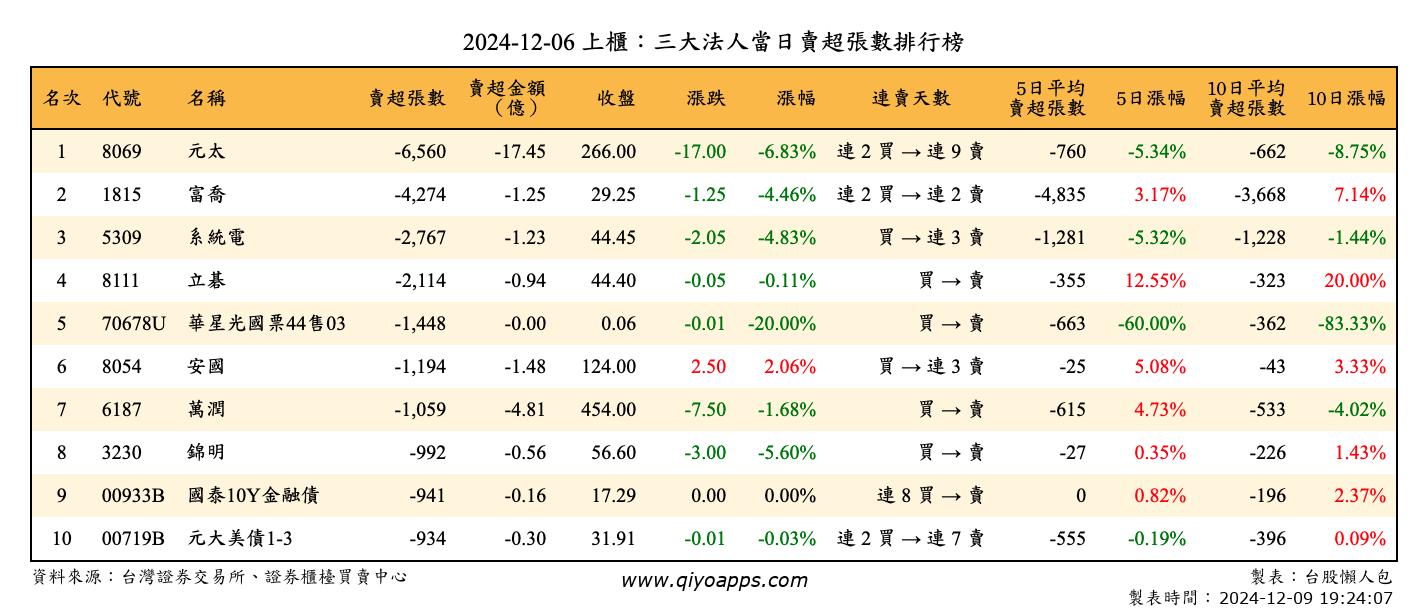 2024-12-06 上櫃：三大法人當日賣超張數排行榜
名次 代號 名稱 賣超張數 賣超金額（億） 收盤 漲跌 漲幅 連賣天數 5日平均賣超張數 5日漲幅 10日平均賣超張數 10日漲幅
1 8069 元太 -6,560 -17.45 266.00 -17.00 -6.83% 連 2 買 → 連 9 賣 -760 -5.34% -662 -8.75%
2 1815 富喬 -4,274 -1.25 29.25 -1.25 -4.46% 連 2 買 → 連 2 賣 -4,835 3.17% -3,668 7.14%
3 5309 系統電 -2,767 -1.23 44.45 -2.05 -4.83% 買 → 連 3 賣 -1,281 -5.32% -1,228 -1.44%
4 8111 立碁 -2,114 -0.94 44.40 -0.05 -0.11% 買 → 賣 -355 12.55% -323 20.00%
5 70678U 華星光國票44售03 -1,448 -0.00 0.06 -0.01 -20.00% 買 → 賣 -663 -60.00% -362 -83.33%
6 8054 安國 -1,194 -1.48 124.00 2.50 2.06% 買 → 連 3 賣 -25 5.08% -43 3.33%
7 6187 萬潤 -1,059 -4.81 454.00 -7.50 -1.68% 買 → 賣 -615 4.73% -533 -4.02%
8 3230 錦明 -992 -0.56 56.60 -3.00 -5.60% 買 → 賣 -27 0.35% -226 1.43%
9 00933B 國泰10Y金融債 -941 -0.16 17.29 0.00 0.00% 連 8 買 → 賣 0 0.82% -196 2.37%
10 00719B 元大美債1-3 -934 -0.30 31.91 -0.01 -0.03% 連 2 買 → 連 7 賣 -555 -0.19% -396 0.09%
資料來源：台灣證券交易所、證券櫃檯買賣中心 www.qiyoapps.com 製表：台股懶人包
製表時間：2024-12-09 19:24:07